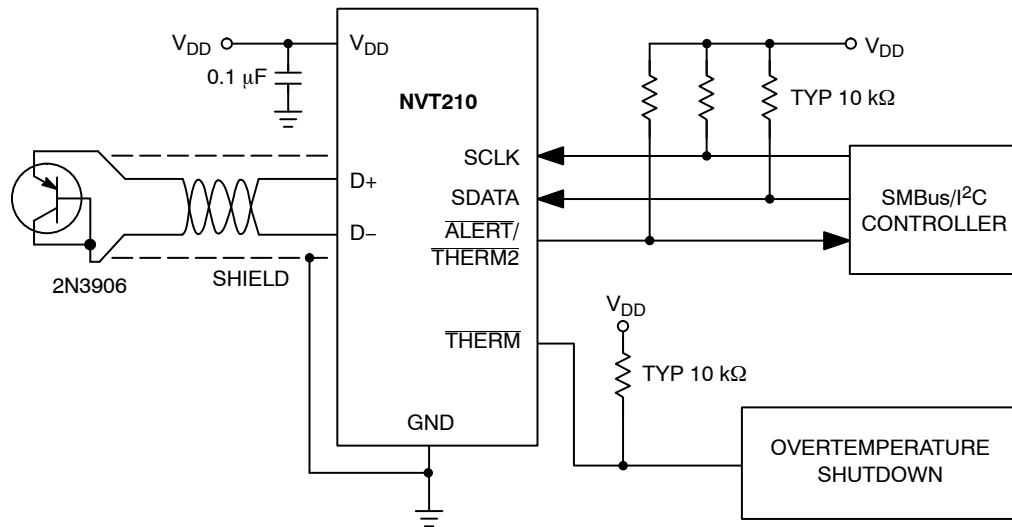 V_DD
V_DD
0.1 μF
NVT210
V_DD
TYP 10 kΩ
SCLK
SDATA
ALERT/
THERM2
SMBus/I²C
CONTROLLER
D+
D−
SHIELD
2N3906
V_DD
THERM
TYP 10 kΩ
GND
OVERTEMPERATURE
SHUTDOWN